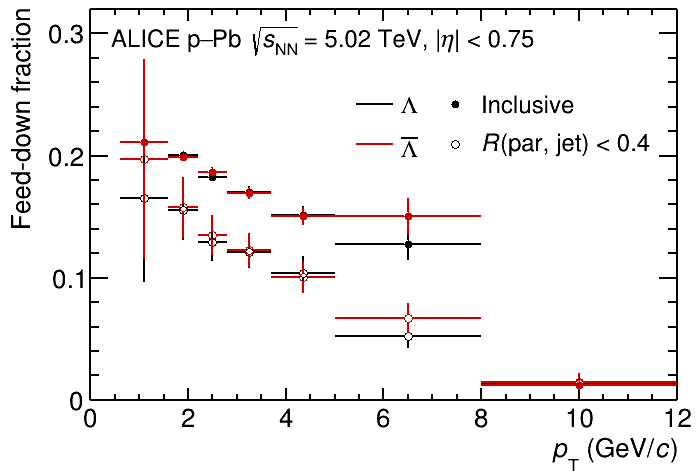 0.3
0.2
0.1
0
Feed-down fraction
ALICE p–Pb √sNN = 5.02 TeV, |η| < 0.75
Λ Inclusive
Λ̅ R(par, jet) < 0.4
0 2 4 6 8 10 12
pT (GeV/c)